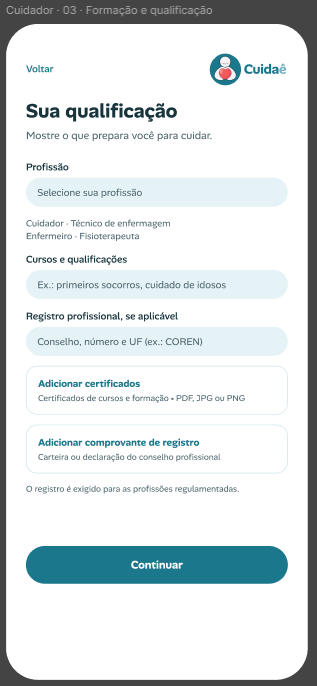 Cuidador · 03 · Formação e qualificação
Voltar
Cuidaê
Sua qualificação
Mostre o que prepara você para cuidar.
Profissão
Selecione sua profissão
Cuidador · Técnico de enfermagem
Enfermeiro · Fisioterapeuta
Cursos e qualificações
Ex.: primeiros socorros, cuidado de idosos
Registro profissional, se aplicável
Conselho, número e UF (ex.: COREN)
Adicionar certificados
Certificados de cursos e formação • PDF, JPG ou PNG
Adicionar comprovante de registro
Carteira ou declaração do conselho profissional
O registro é exigido para as profissões regulamentadas.
Continuar